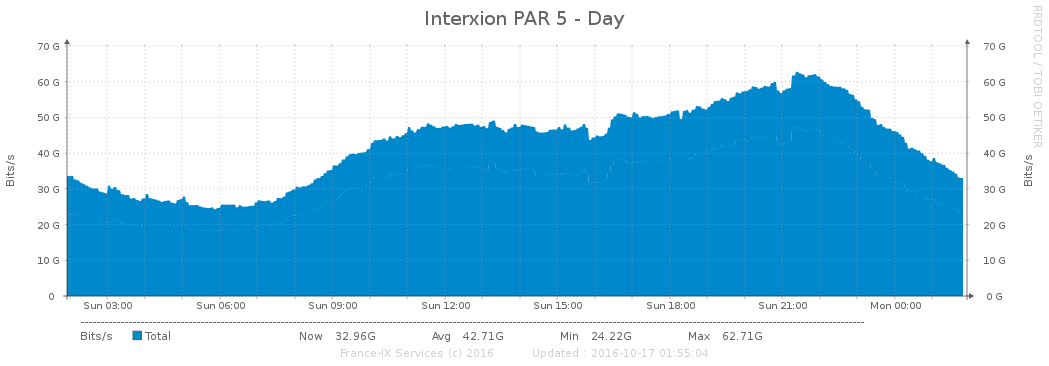 Interxion PAR 5 - Day
RRDTOOL / TOBI OETIKER
Bits/s
70 G 70 G
60 G 60 G
50 G 50 G
40 G 40 G
30 G 30 G
20 G 20 G
10 G 10 G
0 0 G
Bits/s
Sun 03:00 Sun 06:00 Sun 09:00 Sun 12:00 Sun 15:00 Sun 18:00 Sun 21:00 Mon 00:00
Bits/s Total Now 32.96G Avg 42.71G Min 24.22G Max 62.71G
France-IX Services (c) 2016 Updated : 2016-10-17 01:55:04